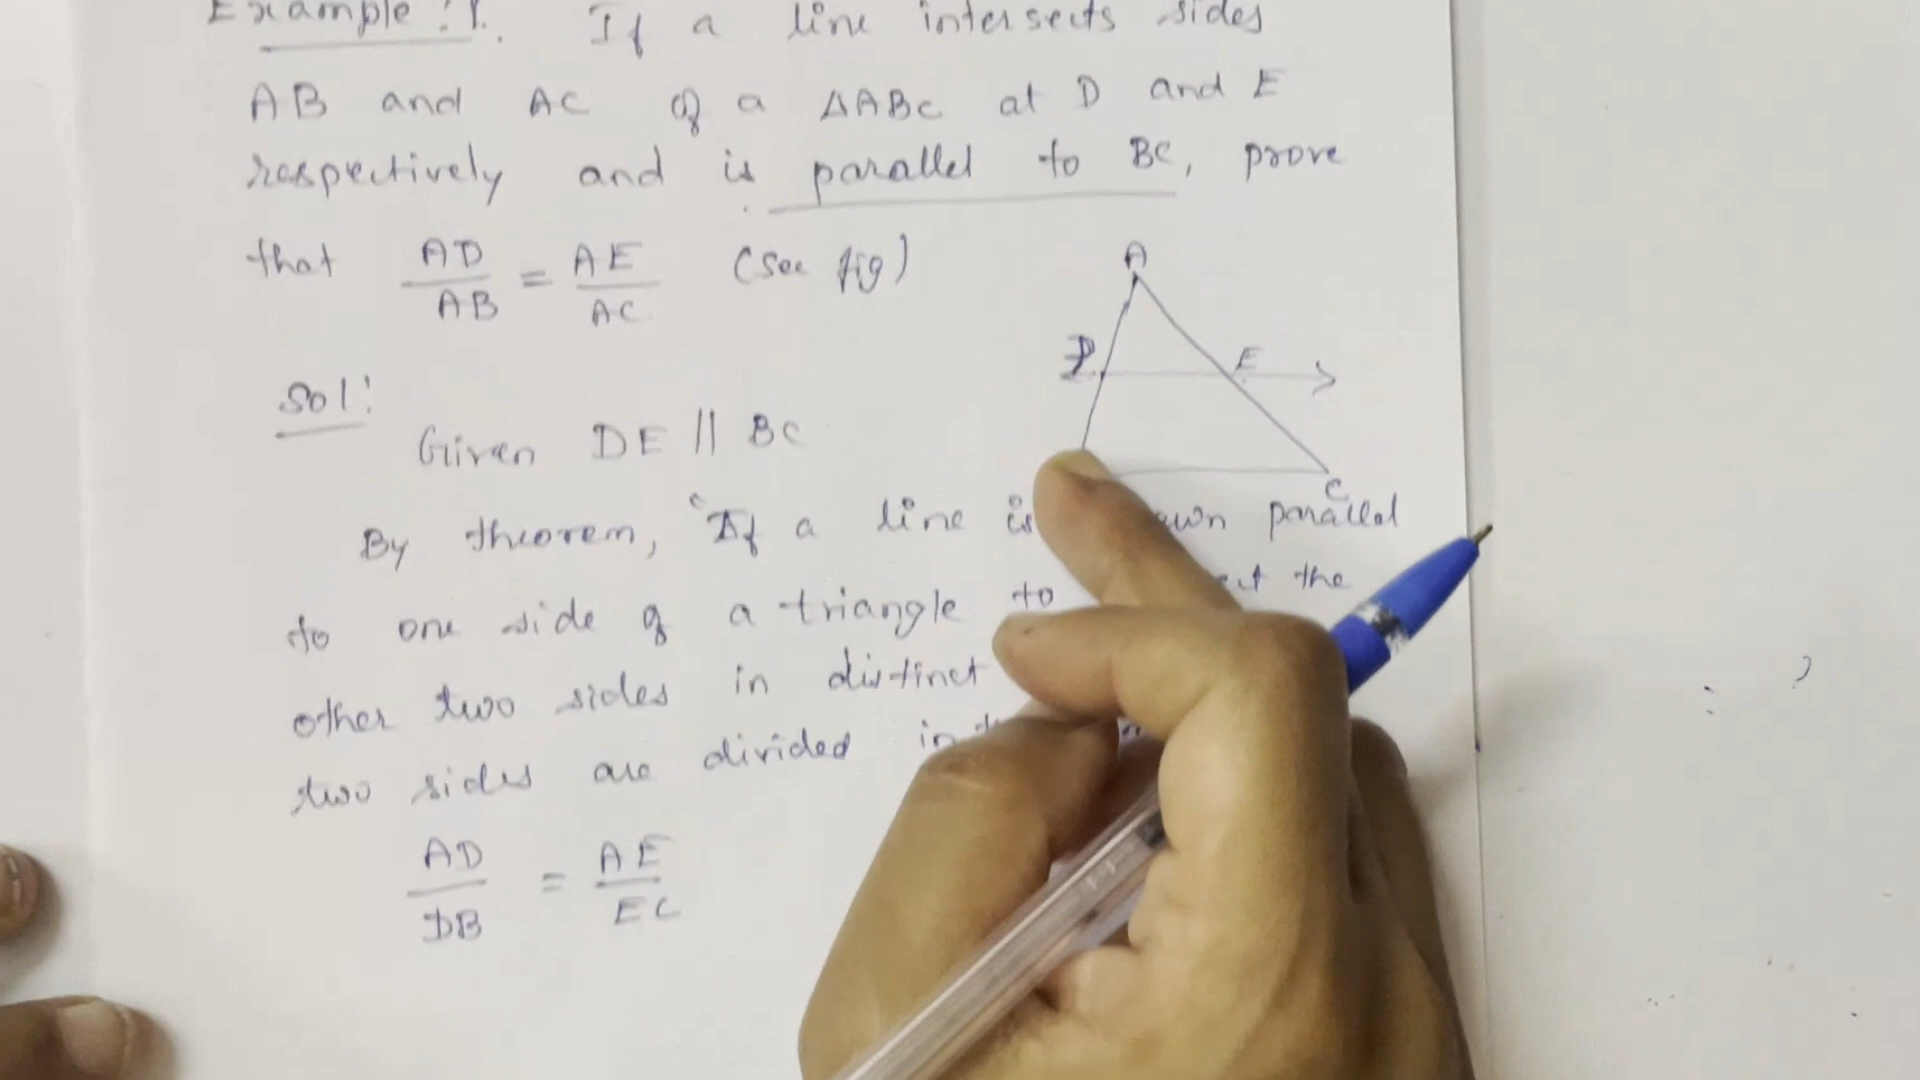 Example: 1. If a line intersects sides
AB and AC of a ΔABC at D and E
respectively and is parallel to BC, prove
that AD/AB = AE/AC (See fig)
A
D E
C
Sol:
Given DE || BC
By theorem, "If a line is parallel
to one side of a triangle to the
other two sides in distinct
two sides are divided
AD/DB = AE/EC